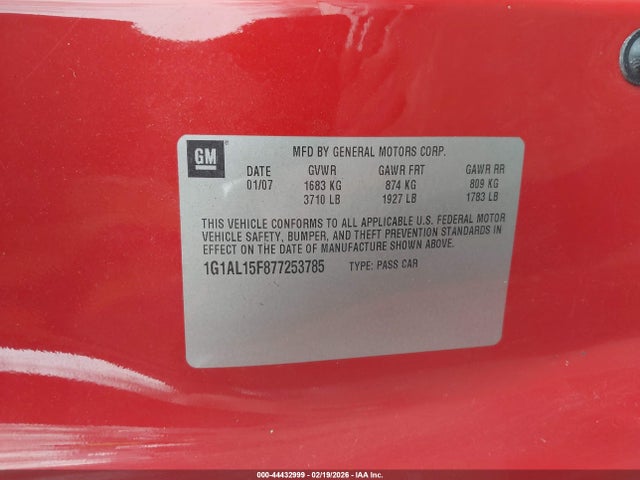 GM
MFD BY GENERAL MOTORS CORP.
DATE GVWR GAWR FRT GAWR RR
01/07 1683 KG 874 KG 809 KG
3710 LB 1927 LB 1783 LB
THIS VEHICLE CONFORMS TO ALL APPLICABLE U.S. FEDERAL MOTOR
VEHICLE SAFETY, BUMPER, AND THEFT PREVENTION STANDARDS IN
EFFECT ON THE DATE OF MANUFACTURE SHOWN ABOVE.
1G1AL15F877253785 TYPE: PASS CAR
000-44432999 - 02/19/2026 - IAA Inc.